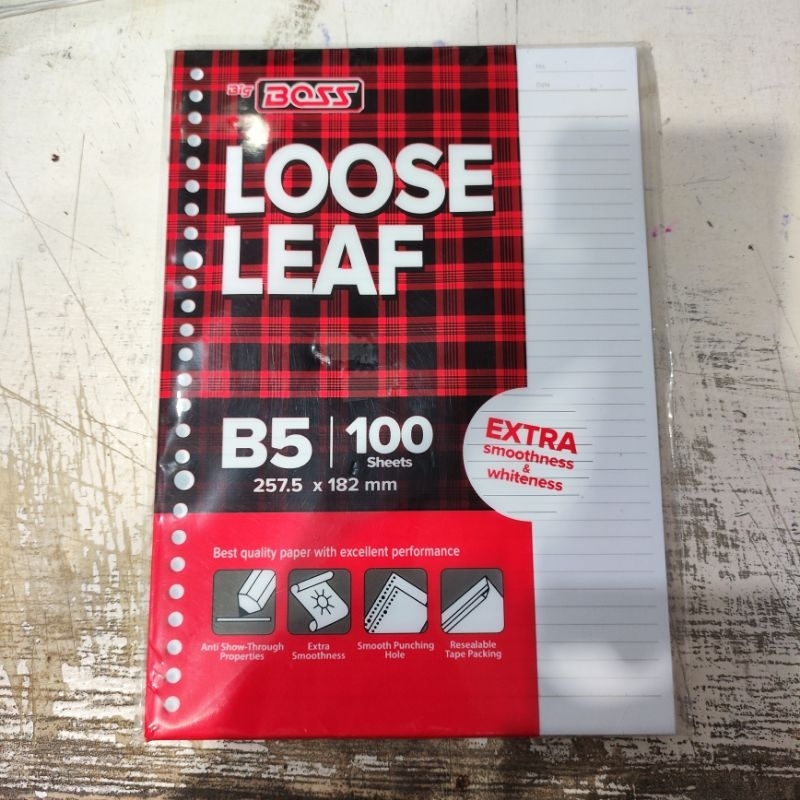 Big BOSS
LOOSE
LEAF
No.
Date
B5 | 100
Sheets
257.5 x 182 mm
EXTRA
smoothness
&
whiteness
Best quality paper with excellent performance
Anti Show-Through
Properties
Extra
Smoothness
Smooth Punching
Hole
Resealable
Tape Packing